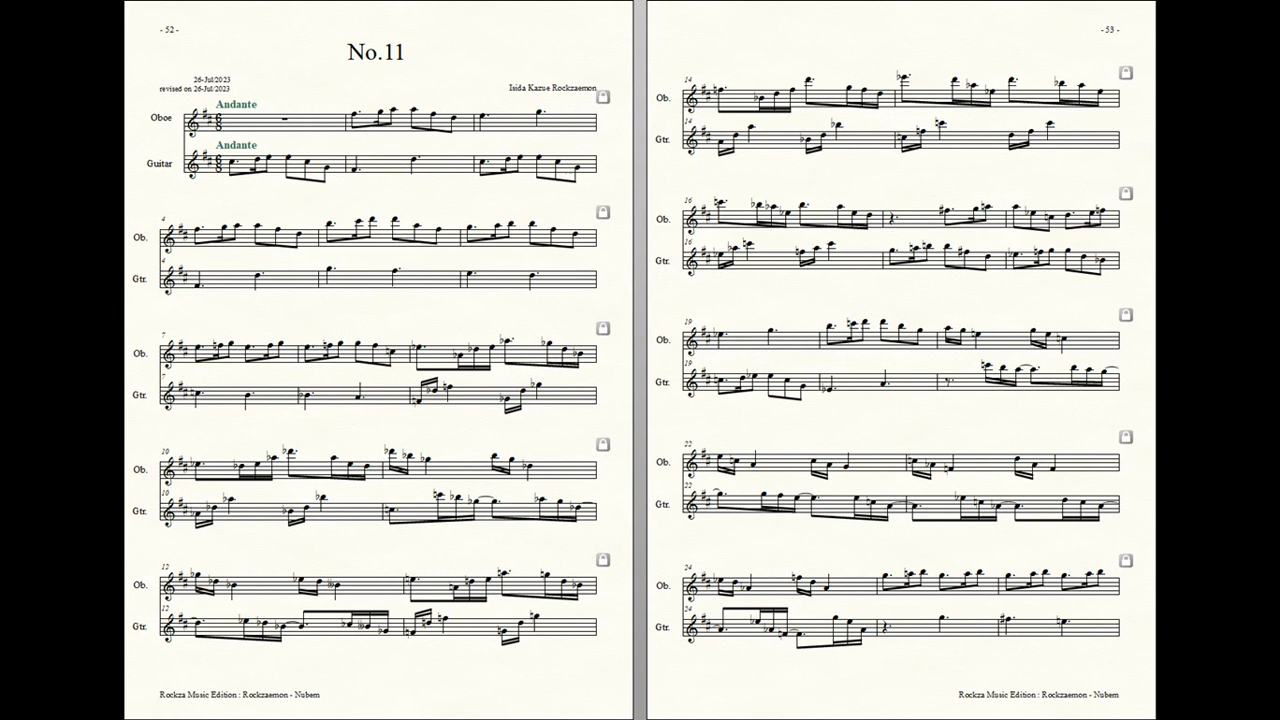 - 52 -
No.11
26-Jul/2023
revised on 26-Jul/2023
Isida Kazue Rockzaemon
Andante
Oboe
Andante
Guitar
4
Ob.
4
Gtr.
7
Ob.
7
Gtr.
10
Ob.
10
Gtr.
12
Ob.
12
Gtr.
Rockza Music Edition : Rockzaemon - Nubem
- 53 -
14
Ob.
14
Gtr.
16
Ob.
16
Gtr.
19
Ob.
19
Gtr.
22
Ob.
22
Gtr.
24
Ob.
24
Gtr.
Rockza Music Edition : Rockzaemon - Nubem